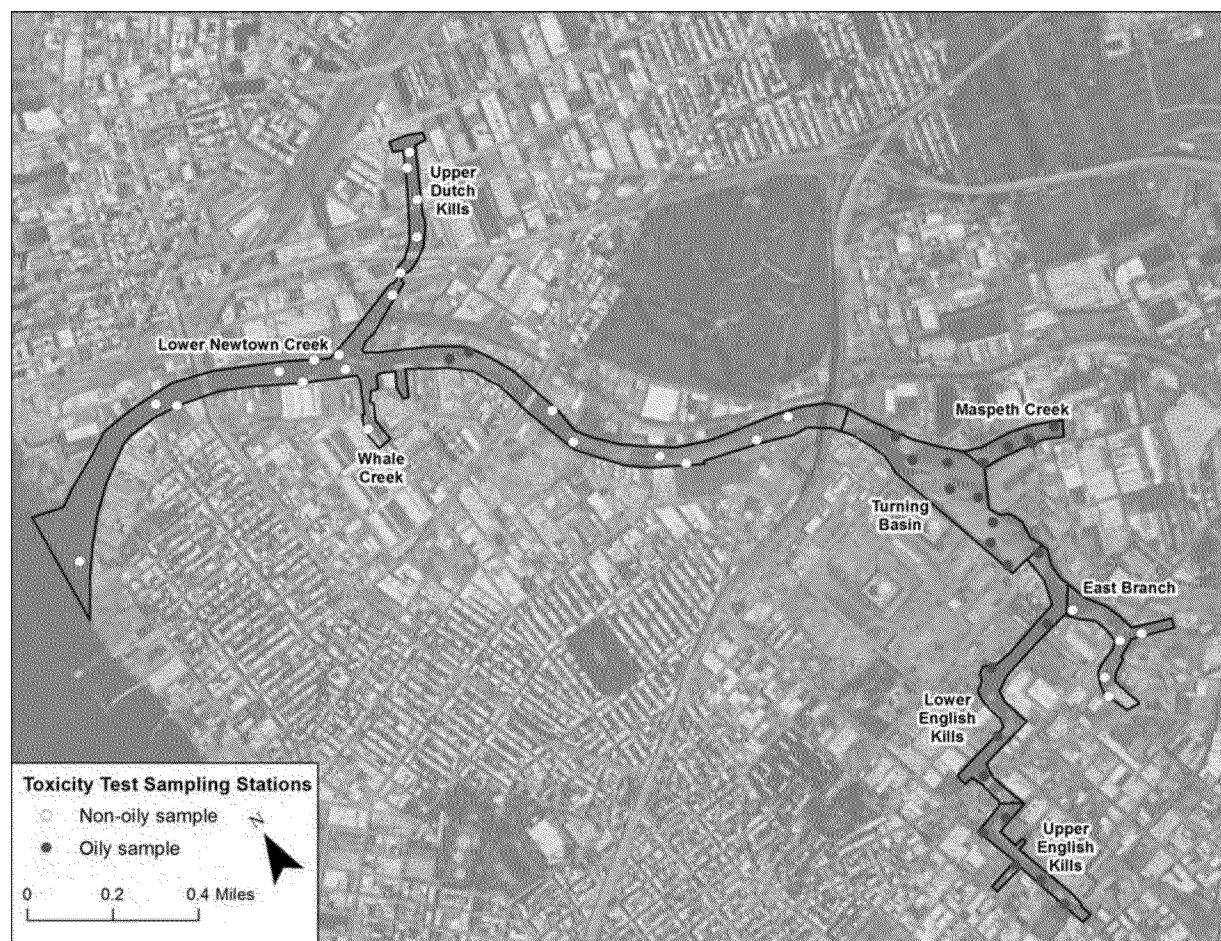 Upper
Dutch
Kills
Lower Newtown Creek
Whale
Creek
Maspeth Creek
Turning
Basin
East Branch
Lower
English
Kills
Upper
English
Kills
Toxicity Test Sampling Stations
Non-oily sample
Oily sample
N
0 0.2 0.4 Miles